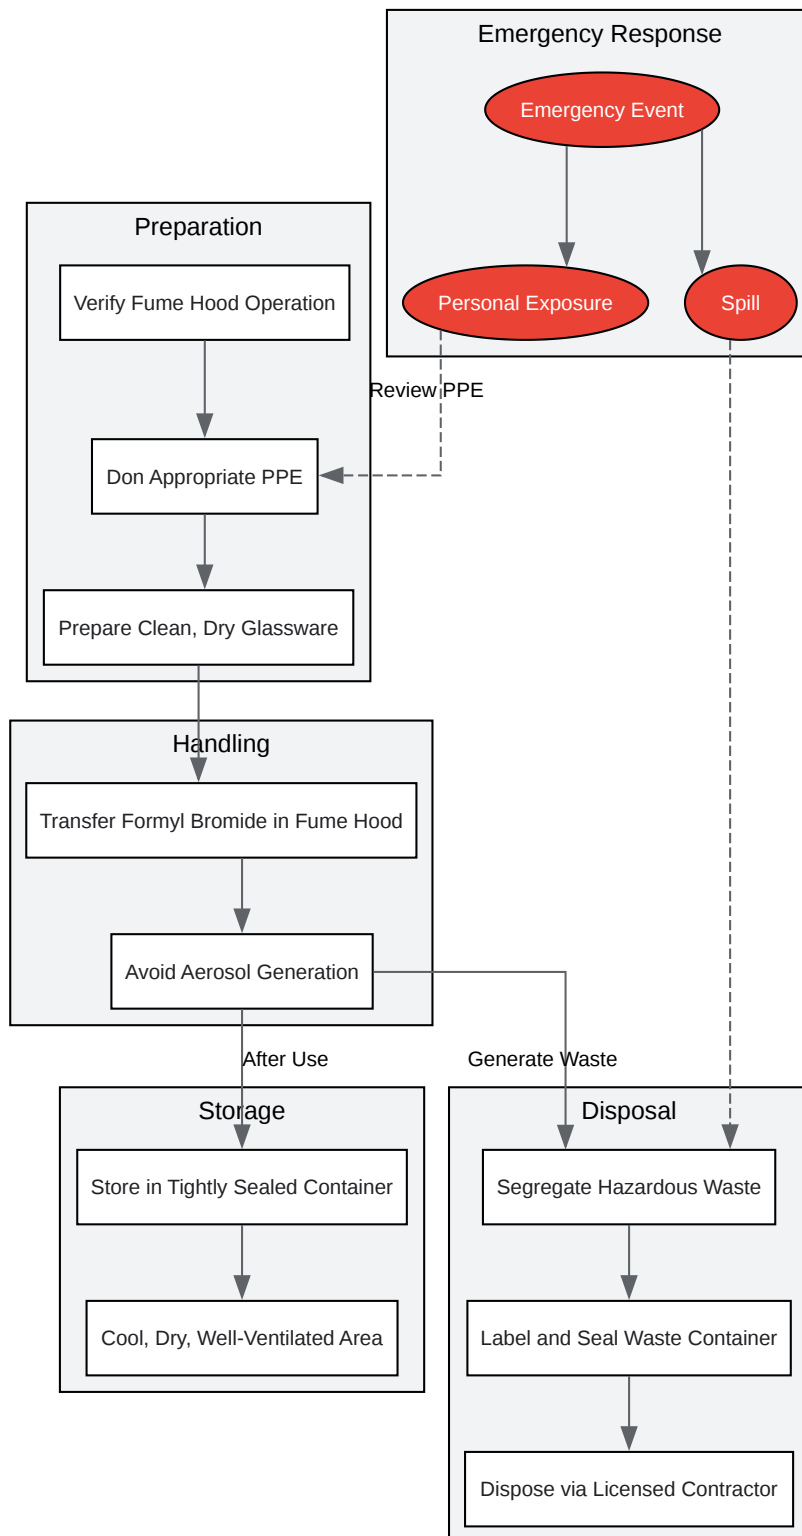 Emergency Response
Emergency Event
Personal Exposure
Spill
Preparation
Verify Fume Hood Operation
Review PPE
Don Appropriate PPE
Prepare Clean, Dry Glassware
Handling
Transfer Formyl Bromide in Fume Hood
Avoid Aerosol Generation
After Use
Generate Waste
Storage
Store in Tightly Sealed Container
Cool, Dry, Well-Ventilated Area
Disposal
Segregate Hazardous Waste
Label and Seal Waste Container
Dispose via Licensed Contractor